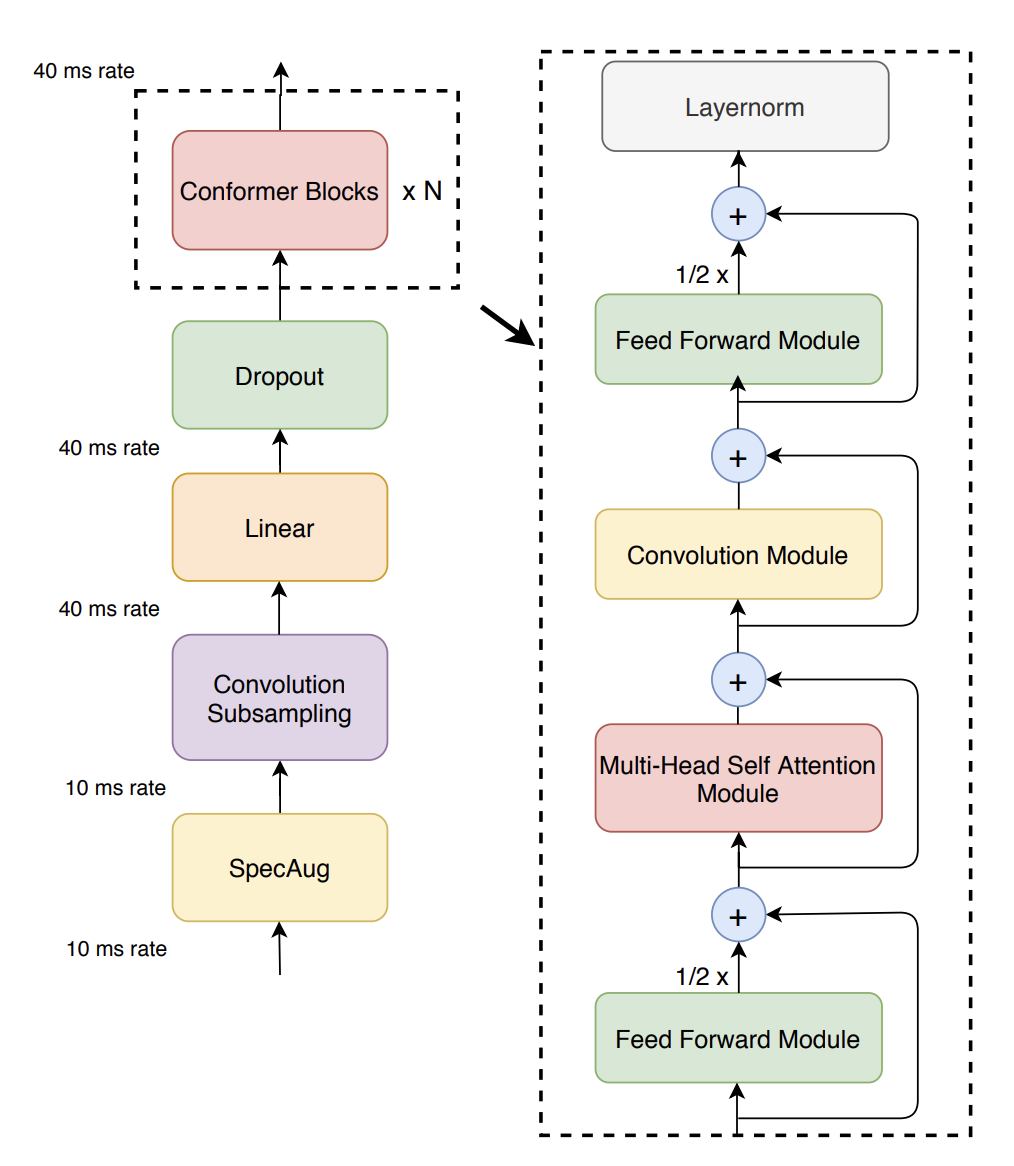 40 ms rate
Conformer Blocks
x N
Dropout
40 ms rate
Linear
40 ms rate
Convolution
Subsampling
10 ms rate
SpecAug
10 ms rate
Layernorm
+
1/2 x
Feed Forward Module
+
Convolution Module
+
Multi-Head Self Attention
Module
+
1/2 x
Feed Forward Module